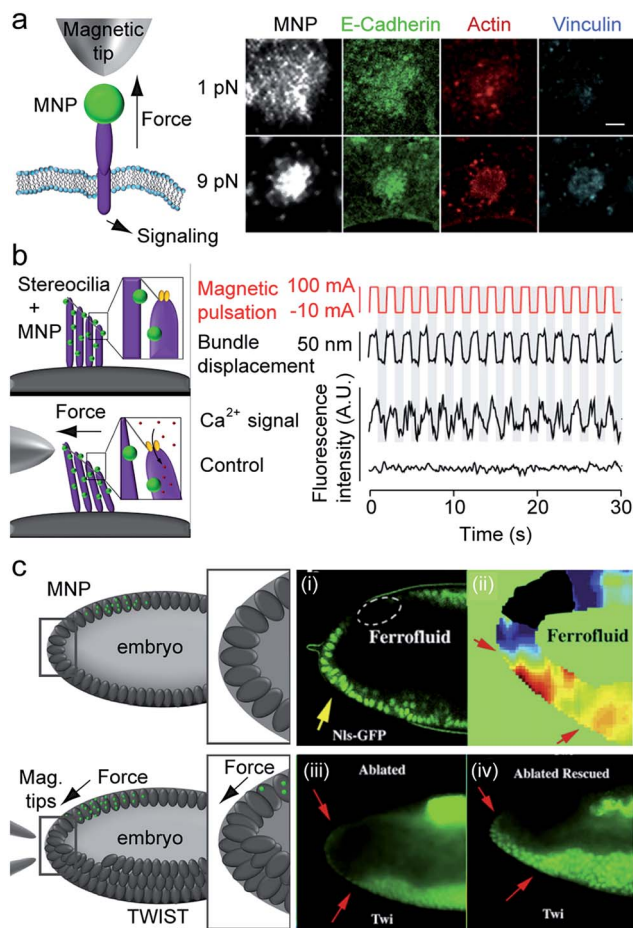 a
Magnetic
tip
MNP
Force
Signaling
MNP
E-Cadherin
Actin
Vinculin
1 pN
9 pN
b
Stereocilia
+
MNP
Force
Magnetic
pulsation
100 mA
-10 mA
Bundle
displacement
50 nm
Ca²⁺ signal
Control
Fluorescence
intensity (A.U.)
0
10
20
30
Time (s)
c
MNP
embryo
Mag.
tips
Force
embryo
TWIST
Force
(i)
Ferrofluid
Nls-GFP
(ii)
Ferrofluid
(iii)
Ablated
Twi
(iv)
Ablated Rescued
Twi